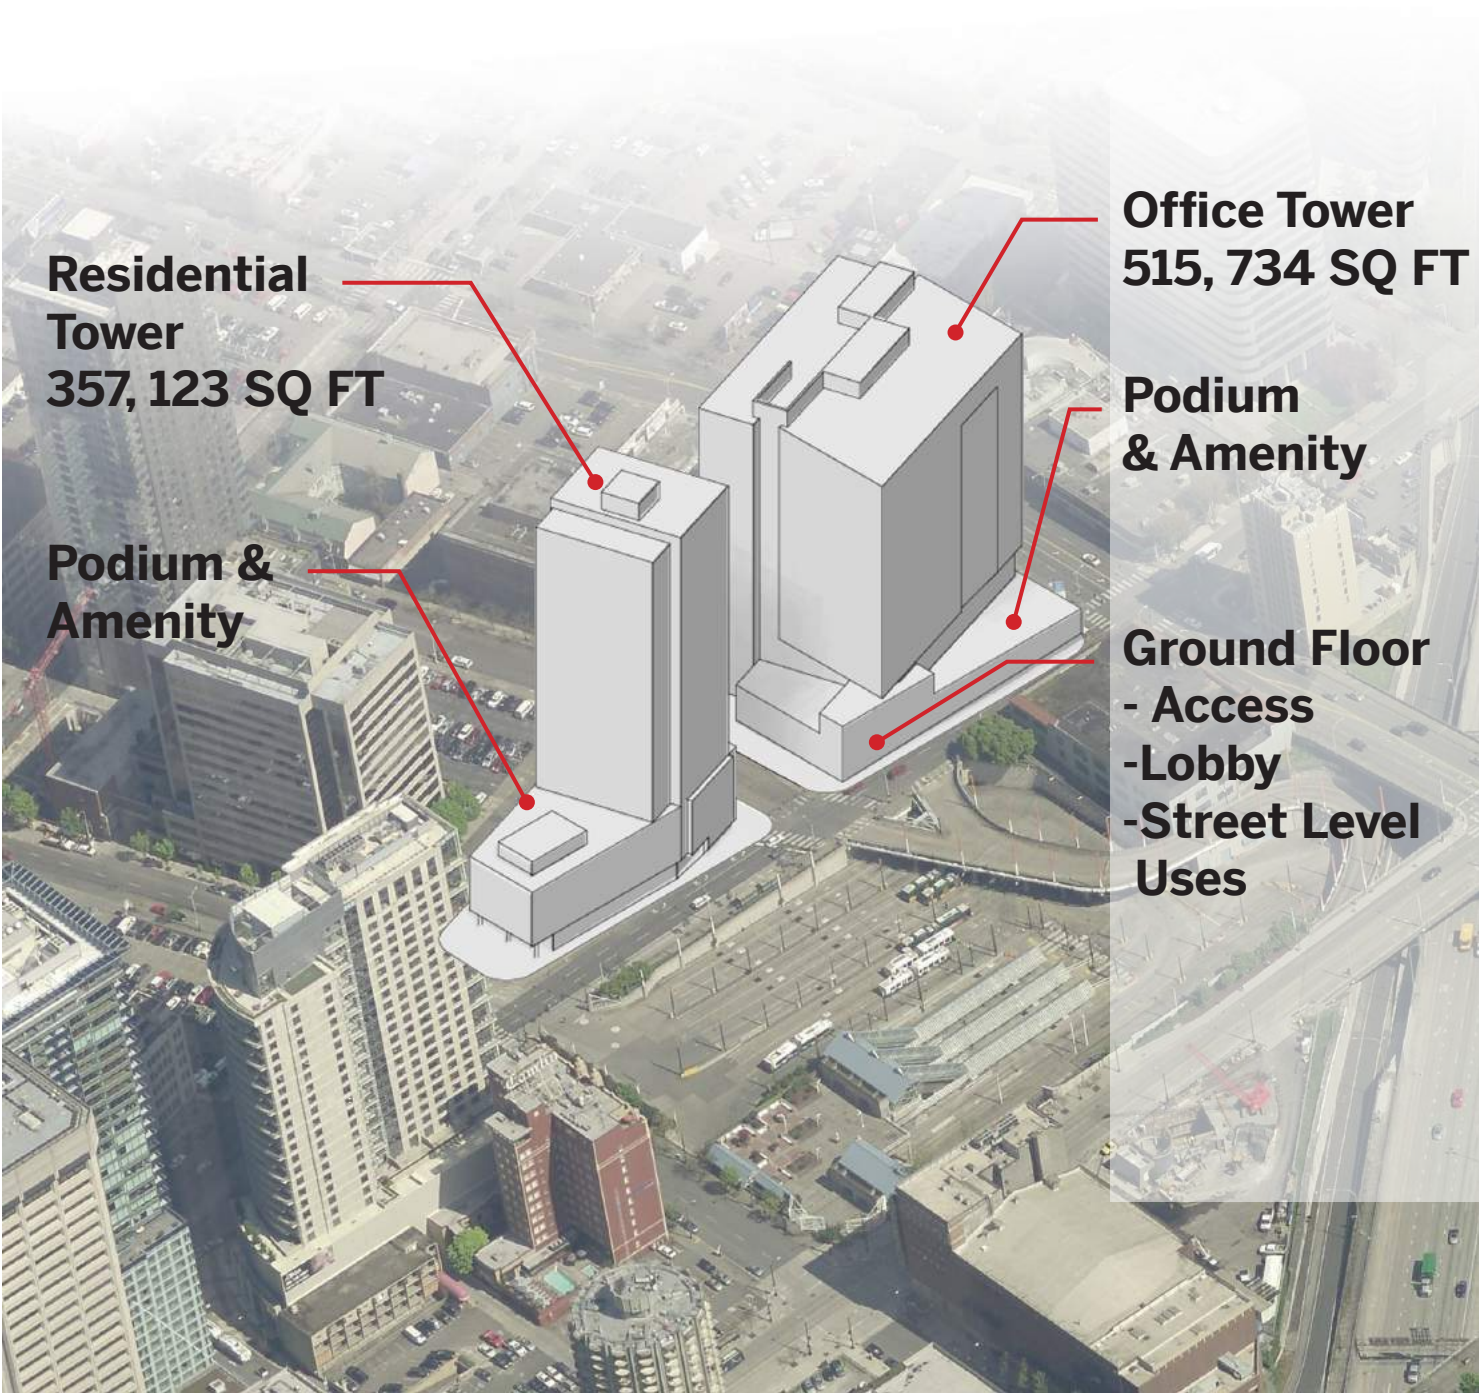 Residential
Tower
357, 123 SQ FT
Podium &
Amenity
Office Tower
515, 734 SQ FT
Podium
& Amenity
Ground Floor
- Access
-Lobby
-Street Level
Uses